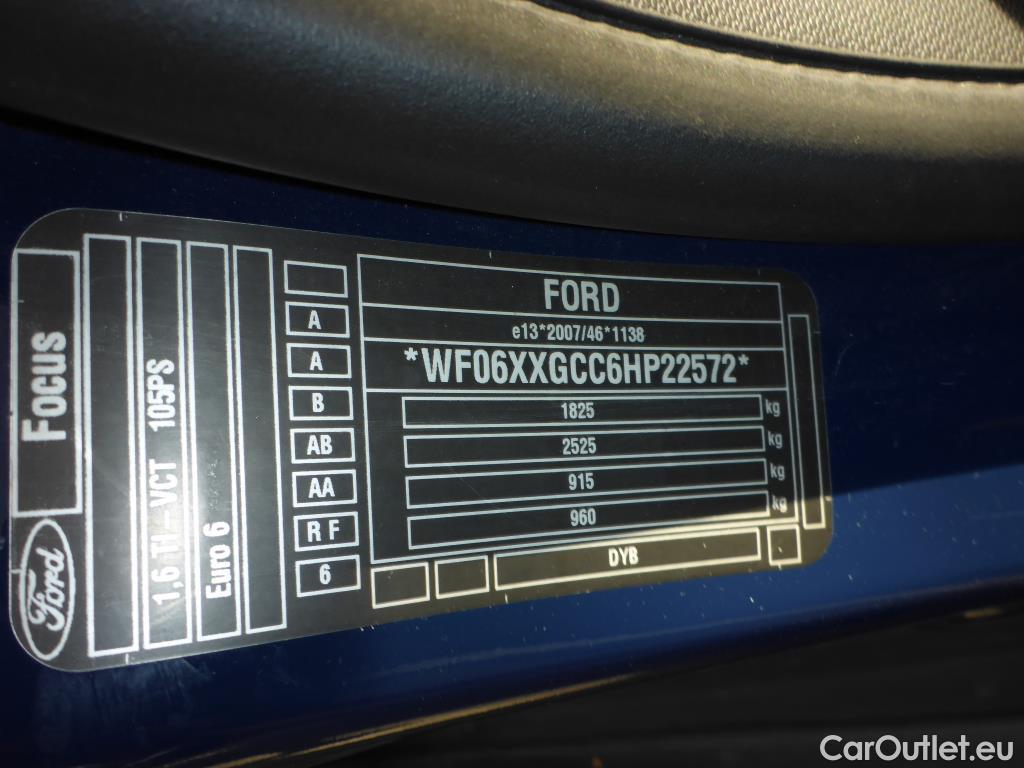 FORD
e13*2007/46*1138
*WF06XXGCC6HP22572*
1825 kg
2525 kg
915 kg
960 kg
DYB
A
A
B
AB
AA
R F
6
Focus
Ford
1,6 TI-VCT 105PS
Euro 6
CarOutlet.eu